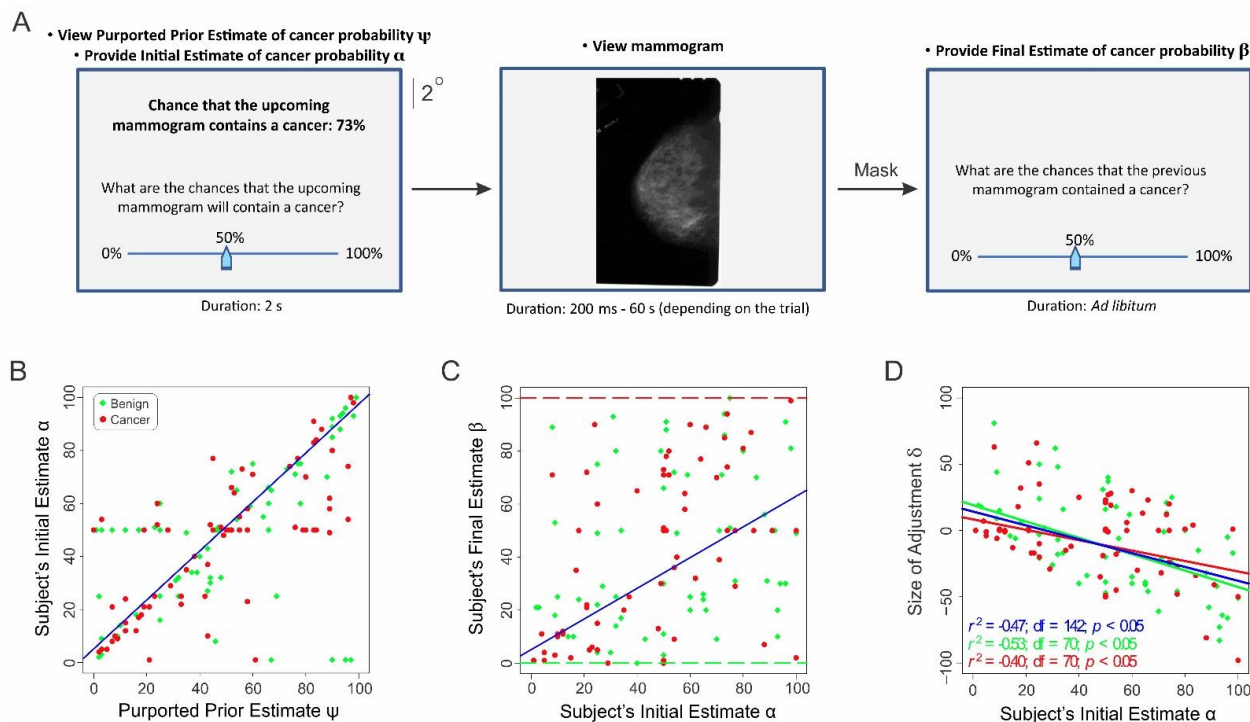 A
• View Purported Prior Estimate of cancer probability ψ
• Provide Initial Estimate of cancer probability α
Chance that the upcoming
mammogram contains a cancer: 73%
What are the chances that the upcoming
mammogram will contain a cancer?
50%
0% 100%
Duration: 2 s
2°
• View mammogram
Duration: 200 ms - 60 s (depending on the trial)
Mask
• Provide Final Estimate of cancer probability β
What are the chances that the previous
mammogram contained a cancer?
50%
0% 100%
Duration: Ad libitum
B
Subject's Initial Estimate α
100
80
60
40
20
0
Benign
Cancer
0 20 40 60 80 100
Purported Prior Estimate ψ
C
Subject's Final Estimate β
100
80
60
40
20
0
0 20 40 60 80 100
Subject's Initial Estimate α
D
Size of Adjustment δ
100
50
0
−50
−100
r² = -0.47; df = 142; p < 0.05
r² = -0.53; df = 70; p < 0.05
r² = -0.40; df = 70; p < 0.05
0 20 40 60 80 100
Subject's Initial Estimate α